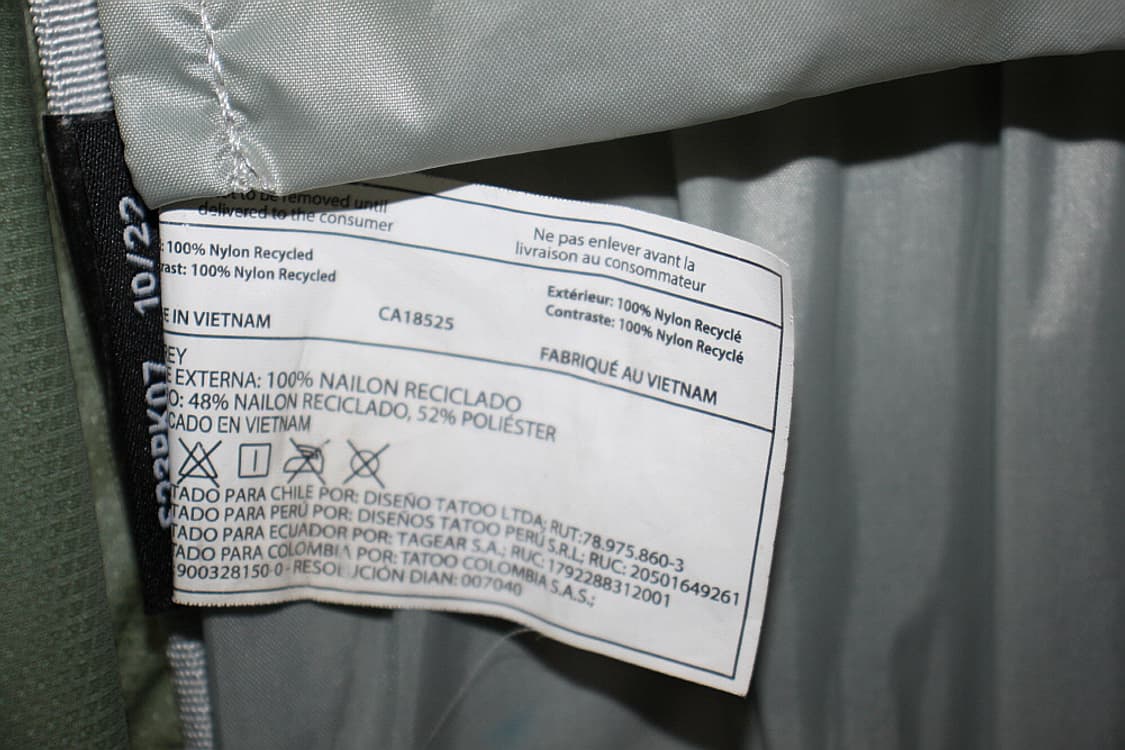 to be removed until
delivered to the consumer
Ne pas enlever avant la
livraison au consommateur
: 100% Nylon Recycled
rast: 100% Nylon Recycled
Extérieur: 100% Nylon Recyclé
Contraste: 100% Nylon Recyclé
E IN VIETNAM
CA18525
FABRIQUÉ AU VIETNAM
EY
E EXTERNA: 100% NAILON RECICLADO
O: 48% NAILON RECICLADO, 52% POLIÉSTER
CADO EN VIETNAM
TADO PARA CHILE POR: DISEÑO TATOO LTDA; RUT:78.975.860-3
TADO PARA PERÚ POR: DISEÑOS TATOO PERÚ S.R.L; RUC: 20501649261
TADO PARA ECUADOR POR: TAGEAR S.A.; RUC:1792288312001
TADO PARA COLOMBIA POR: TATOO COLOMBIA S.A.S.;
900328150-0 - RESOLUCIÓN DIAN: 007040
10/22